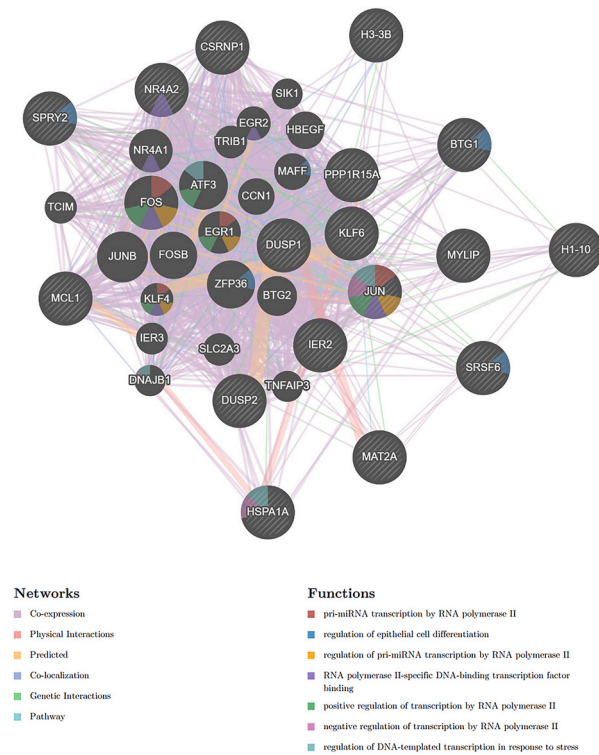 CSRNP1
H3-3B
NR4A2
SIK1
SPRY2
EGR2
HBEGF
TRIB1
BTG1
NR4A1
MAFF
PPP1R15A
ATF3
CCN1
FOS
TCIM
EGR1
KLF6
DUSP1
H1-10
JUNB
FOSB
MYLIP
ZFP36
JUN
MCL1
KLF4
BTG2
IER3
SLC2A3
IER2
SRSF6
DNAJB1
TNFAIP3
DUSP2
MAT2A
HSPA1A
Networks
Co-expression
Physical Interactions
Predicted
Co-localization
Genetic Interactions
Pathway
Functions
pri-miRNA transcription by RNA polymerase II
regulation of epithelial cell differentiation
regulation of pri-miRNA transcription by RNA polymerase II
RNA polymerase II-specific DNA-binding transcription factor
binding
positive regulation of transcription by RNA polymerase II
negative regulation of transcription by RNA polymerase II
regulation of DNA-templated transcription in response to stress